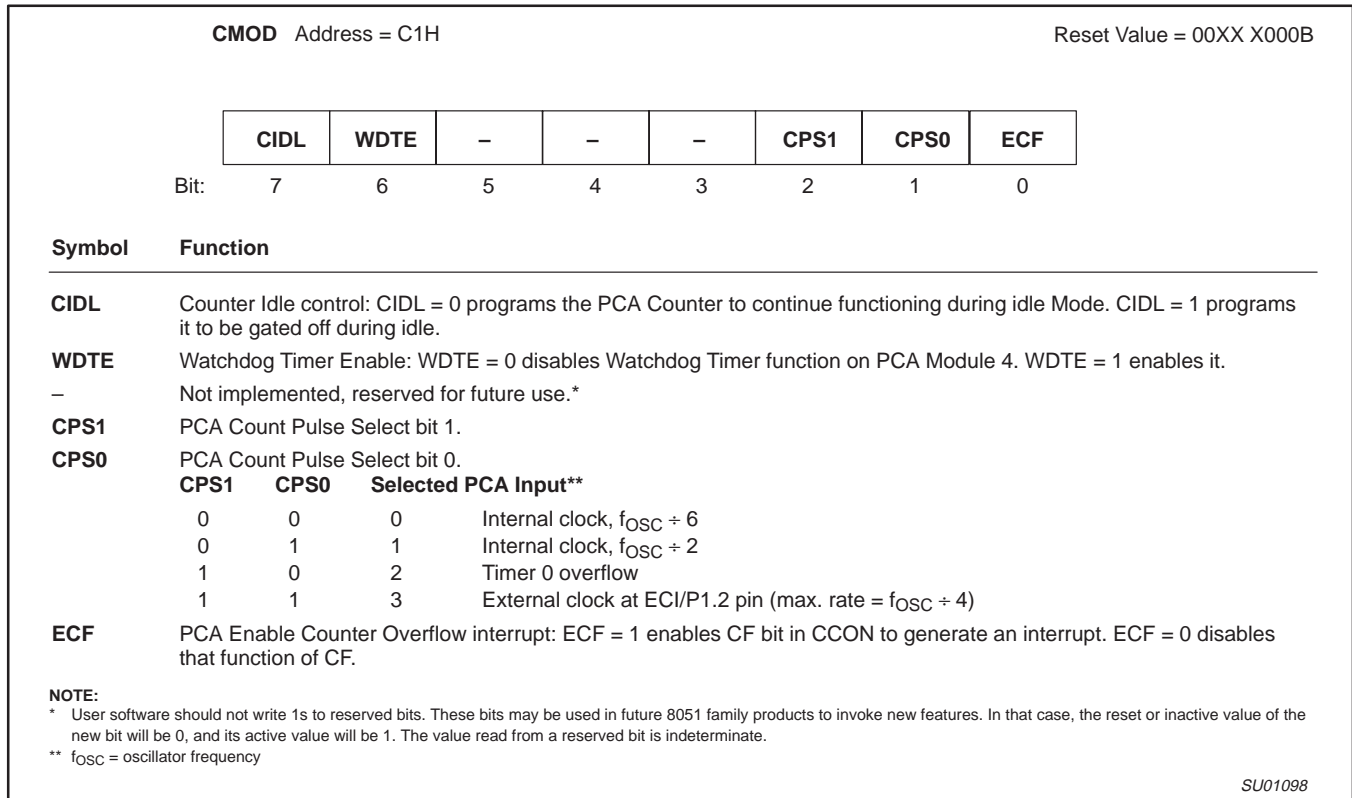 CMOD Address = C1H Reset Value = 00XX X000B
CIDL WDTE – – – CPS1 CPS0 ECF
Bit: 7 6 5 4 3 2 1 0
Symbol Function
CIDL Counter Idle control: CIDL = 0 programs the PCA Counter to continue functioning during idle Mode. CIDL = 1 programs
it to be gated off during idle.
WDTE Watchdog Timer Enable: WDTE = 0 disables Watchdog Timer function on PCA Module 4. WDTE = 1 enables it.
– Not implemented, reserved for future use.*
CPS1 PCA Count Pulse Select bit 1.
CPS0 PCA Count Pulse Select bit 0.
CPS1 CPS0 Selected PCA Input**
0 0 0 Internal clock, fOSC ÷ 6
0 1 1 Internal clock, fOSC ÷ 2
1 0 2 Timer 0 overflow
1 1 3 External clock at ECI/P1.2 pin (max. rate = fOSC ÷ 4)
ECF PCA Enable Counter Overflow interrupt: ECF = 1 enables CF bit in CCON to generate an interrupt. ECF = 0 disables
that function of CF.
NOTE:
* User software should not write 1s to reserved bits. These bits may be used in future 8051 family products to invoke new features. In that case, the reset or inactive value of the
new bit will be 0, and its active value will be 1. The value read from a reserved bit is indeterminate.
** fOSC = oscillator frequency
SU01098